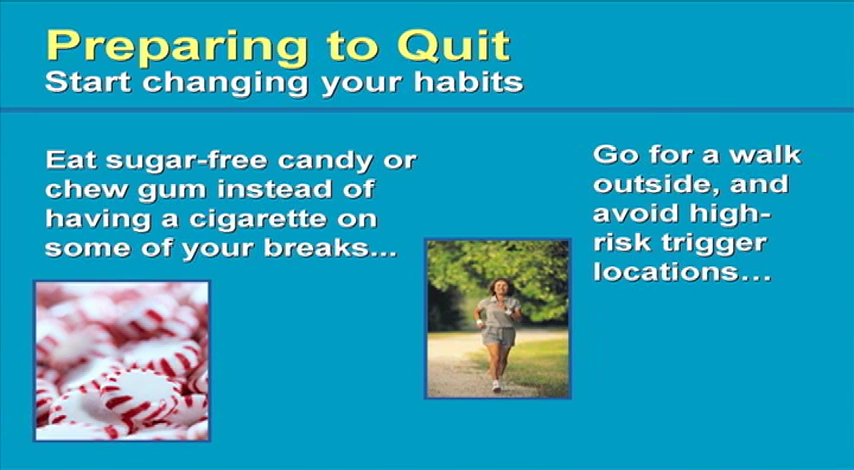 Preparing to Quit
Start changing your habits
Eat sugar-free candy or
chew gum instead of
having a cigarette on
some of your breaks...
Go for a walk
outside, and
avoid high-
risk trigger
locations...